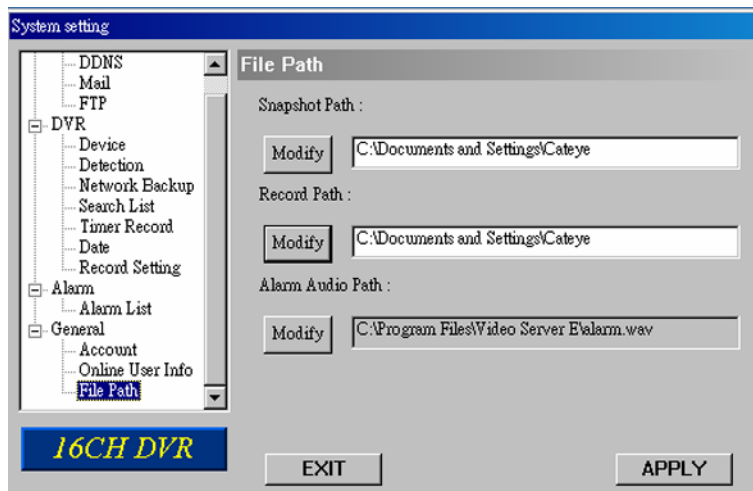 System setting
DDNS
Mail
FTP
DVR
Device
Detection
Network Backup
Search List
Timer Record
Date
Record Setting
Alarm
Alarm List
General
Account
Online User Info
File Path
16CH DVR
File Path
Snapshot Path :
Modify C:\Documents and Settings\Cateye
Record Path :
Modify C:\Documents and Settings\Cateye
Alarm Audio Path :
Modify C:\Program Files\Video Server E\alarm.wav
EXIT APPLY